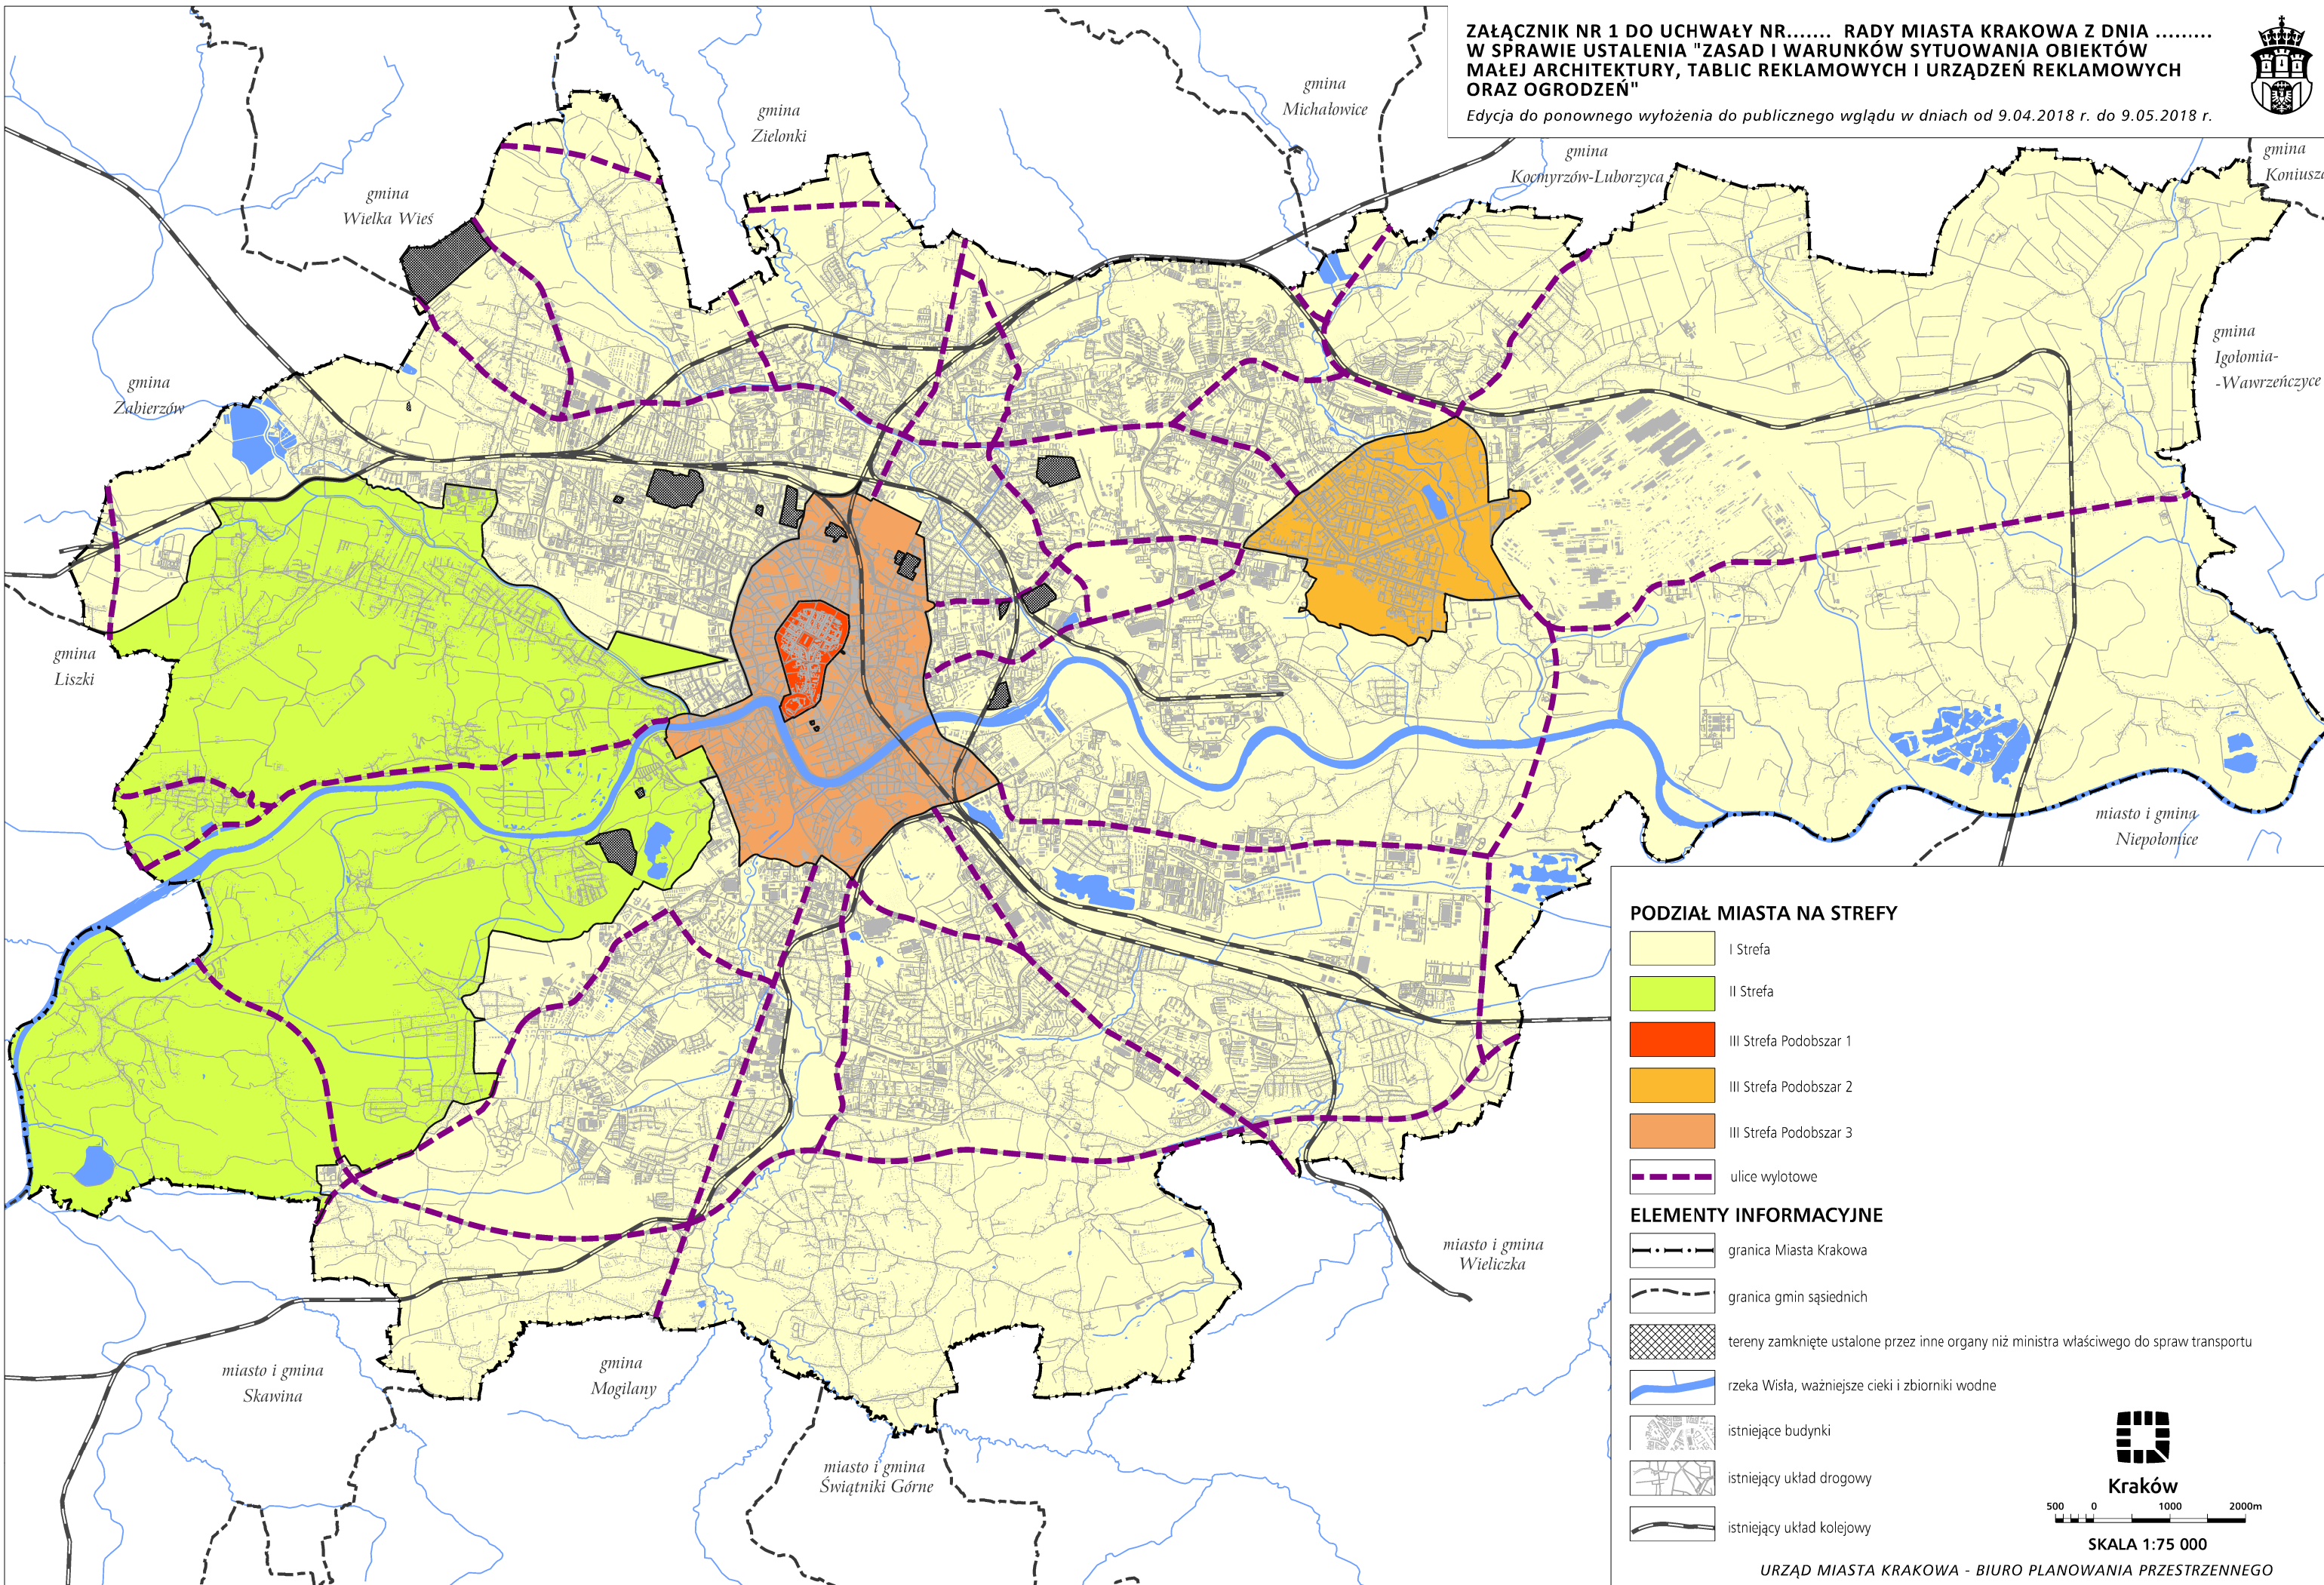 ZAŁĄCZNIK NR 1 DO UCHWAŁY NR....... RADY MIASTA KRAKOWA Z DNIA .........
W SPRAWIE USTALENIA "ZASAD I WARUNKÓW SYTUOWANIA OBIEKTÓW
MAŁEJ ARCHITEKTURY, TABLIC REKLAMOWYCH I URZĄDZEŃ REKLAMOWYCH
ORAZ OGRODZEŃ"
Edycja do ponownego wyłożenia do publicznego wglądu w dniach od 9.04.2018 r. do 9.05.2018 r.
gmina
Michałowice
gmina
Zielonki
gmina
Kocmyrzów-Luborzyca
gmina
Koniusza
gmina
Wielka Wieś
gmina
Igołomia-
-Wawrzeńczyce
gmina
Zabierzów
gmina
Liszki
miasto i gmina
Niepołomice
miasto i gmina
Wieliczka
gmina
Mogilany
miasto i gmina
Skawina
miasto i gmina
Świątniki Górne
PODZIAŁ MIASTA NA STREFY
I Strefa
II Strefa
III Strefa Podobszar 1
III Strefa Podobszar 2
III Strefa Podobszar 3
ulice wylotowe
ELEMENTY INFORMACYJNE
granica Miasta Krakowa
granica gmin sąsiednich
tereny zamknięte ustalone przez inne organy niż ministra właściwego do spraw transportu
rzeka Wisła, ważniejsze cieki i zbiorniki wodne
istniejące budynki
istniejący układ drogowy
istniejący układ kolejowy
Kraków
500 0 1000 2000m
SKALA 1:75 000
URZĄD MIASTA KRAKOWA - BIURO PLANOWANIA PRZESTRZENNEGO